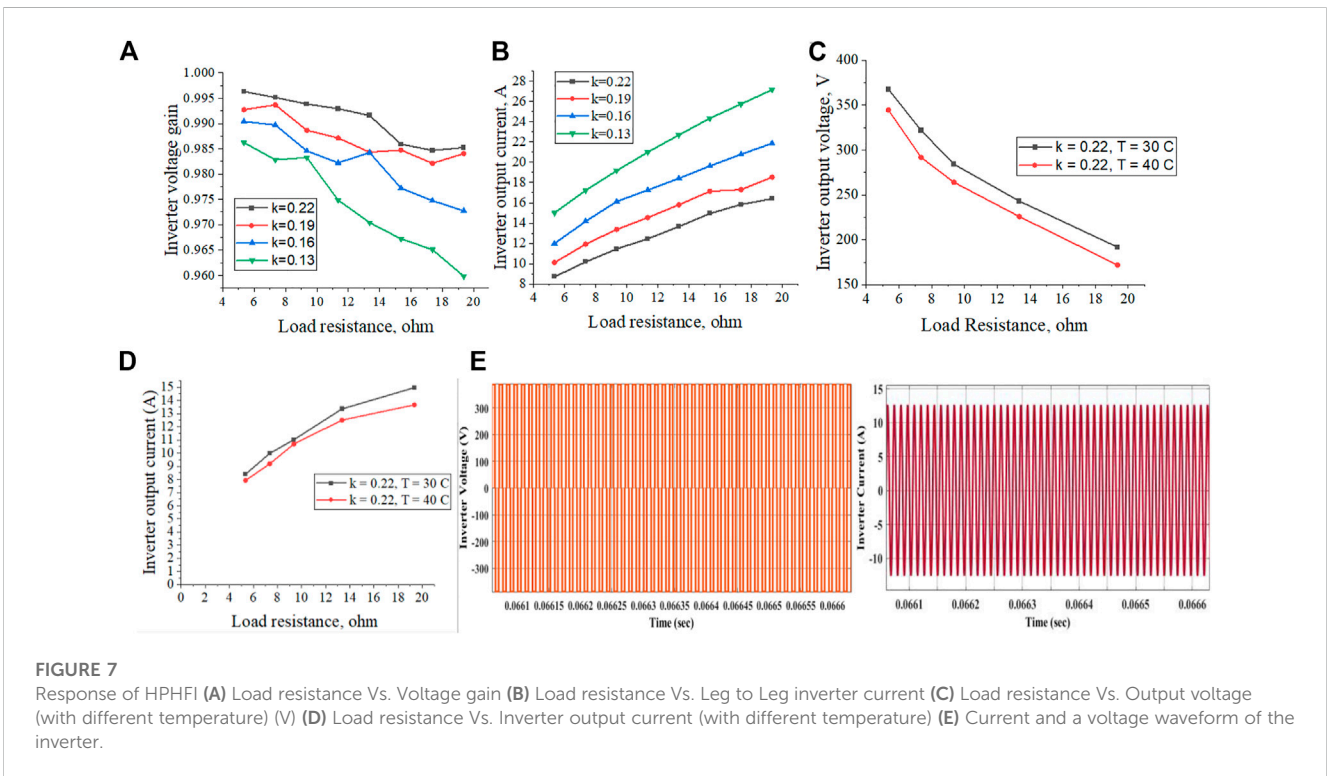 A
Inverter voltage gain
1.000
0.995
0.990
0.985
0.980
0.975
0.970
0.965
0.960
k=0.22
k=0.19
k=0.16
k=0.13
4 6 8 10 12 14 16 18 20
Load resistance, ohm
B
Inverter output current, A
28
26
24
22
20
18
16
14
12
10
8
k=0.22
k=0.19
k=0.16
k=0.13
4 6 8 10 12 14 16 18 20
Load resistance, ohm
C
Inverter output voltage, V
400
350
300
250
200
150
k = 0.22, T = 30 C
k = 0.22, T = 40 C
4 6 8 10 12 14 16 18 20
Load Resistance, ohm
D
Inverter output current (A)
15
14
13
12
11
10
9
8
7
6
5
4
3
2
1
0
k = 0.22, T = 30 C
k = 0.22, T = 40 C
0 2 4 6 8 10 12 14 16 18 20
Load resistance, ohm
E
Inverter Voltage (V)
300
200
100
0
-100
-200
-300
0.0661 0.06615 0.0662 0.06625 0.0663 0.06635 0.0664 0.06645 0.0665 0.06655 0.0666
Time (sec)
Inverter Current (A)
15
10
5
0
-5
-10
0.0661 0.0662 0.0663 0.0664 0.0665 0.0666
Time (sec)
FIGURE 7
Response of HPHFI (A) Load resistance Vs. Voltage gain (B) Load resistance Vs. Leg to Leg inverter current (C) Load resistance Vs. Output voltage
(with different temperature) (V) (D) Load resistance Vs. Inverter output current (with different temperature) (E) Current and a voltage waveform of the
inverter.